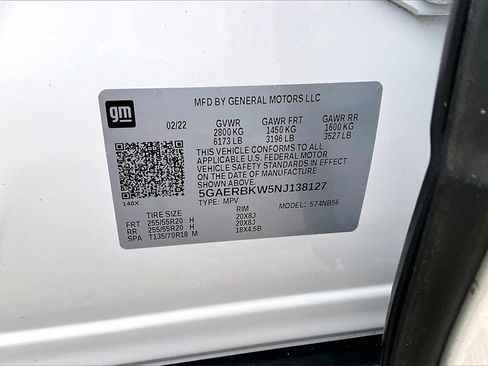 gm
MFD BY GENERAL MOTORS LLC
02/22 GVWR GAWR FRT GAWR RR
2800 KG 1450 KG 1600 KG
6173 LB 3196 LB 3527 LB
THIS VEHICLE CONFORMS TO ALL
APPLICABLE U.S. FEDERAL MOTOR
VEHICLE SAFETY STANDARDS IN
EFFECT ON THE DATE OF MANUFACTURE
SHOWN ABOVE
5GAERBKW5NJ138127
140X TYPE: MPV MODEL: 574NB56
TIRE SIZE RIM
FRT 255/55R20 H 20X8J
RR 255/55R20 H 20X8J
SPA T135/70R18 M 18X4.5B